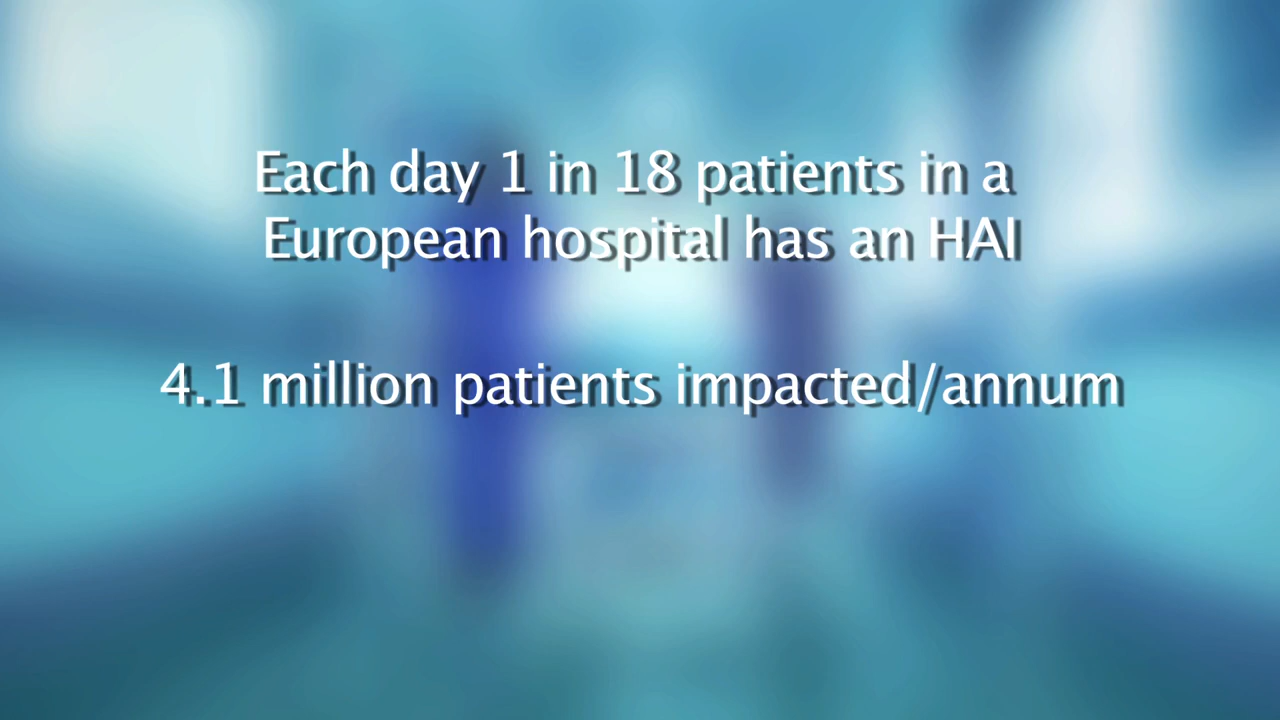 Each day 1 in 18 patients in a
European hospital has an HAI
4.1 million patients impacted/annum